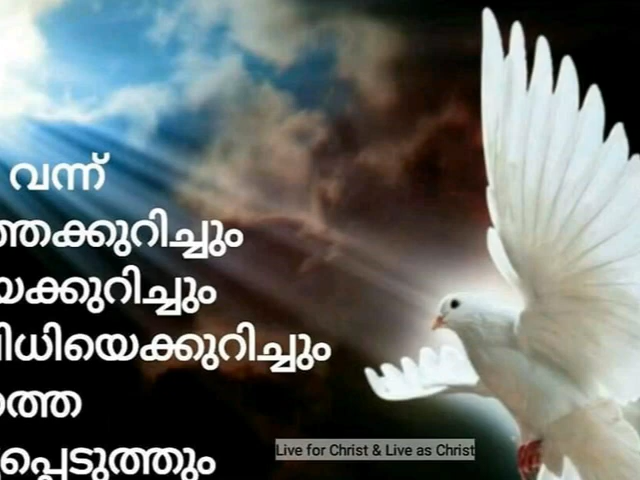 വന്ന്
ത്തെക്കുറിച്ചും
യെക്കുറിച്ചും
ിധിയെക്കുറിച്ചും
ത്തെ
പ്പെടുത്തും
Live for Christ & Live as Christ